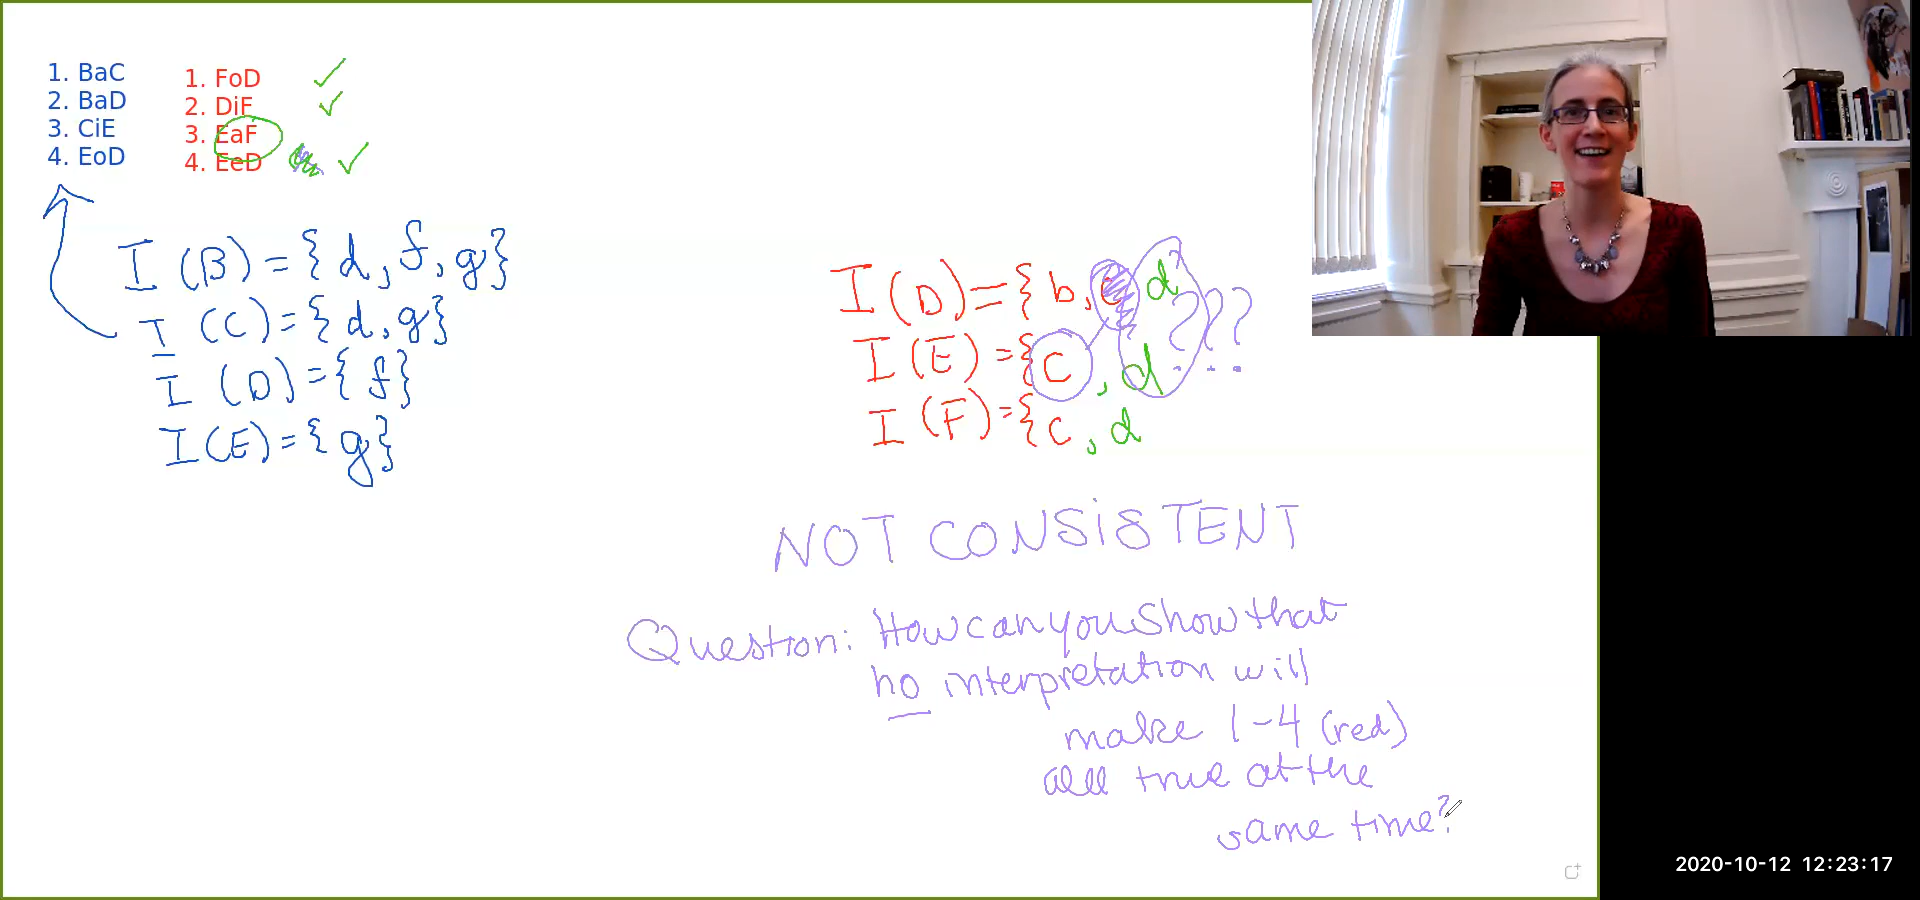 1. BaC
2. BaD
3. CiE
4. EoD
1. FoD ✓
2. DiF ✓
3. EaF
4. EeD ✓
I (B) = { d, f, g }
I (C) = { d, g }
I (D) = { f }
I (E) = { g }
I (D) = { b, c d ? ???
I (E) = { c , d
I (F) = { c , d
NOT CONSISTENT
Question: How can you show that
no interpretation will
make 1-4 (red)
all true at the
same time?
2020-10-12 12:23:17